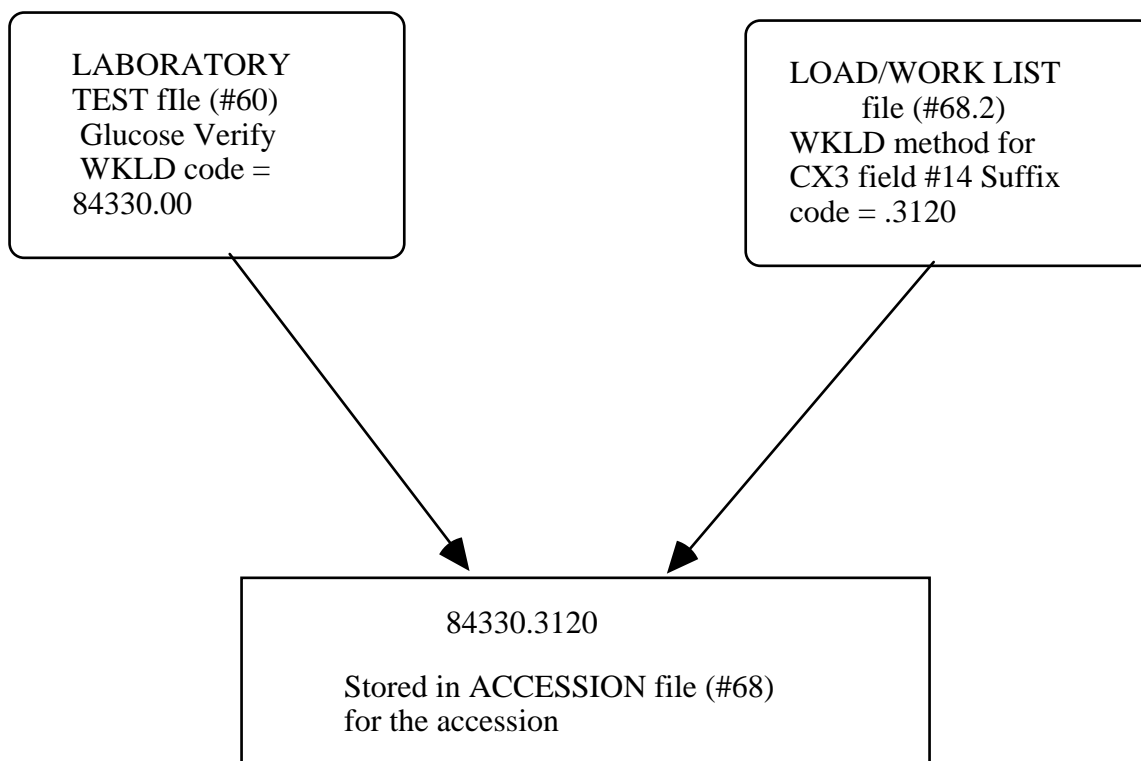 LABORATORY
TEST fIle (#60)
Glucose Verify
WKLD code =
84330.00
LOAD/WORK LIST
file (#68.2)
WKLD method for
CX3 field #14 Suffix
code = .3120
84330.3120
Stored in ACCESSION file (#68)
for the accession